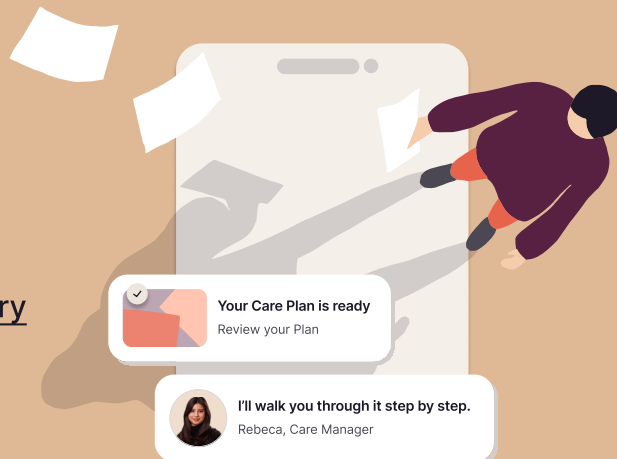 ry
Your Care Plan is ready
Review your Plan
I'll walk you through it step by step.
Rebeca, Care Manager